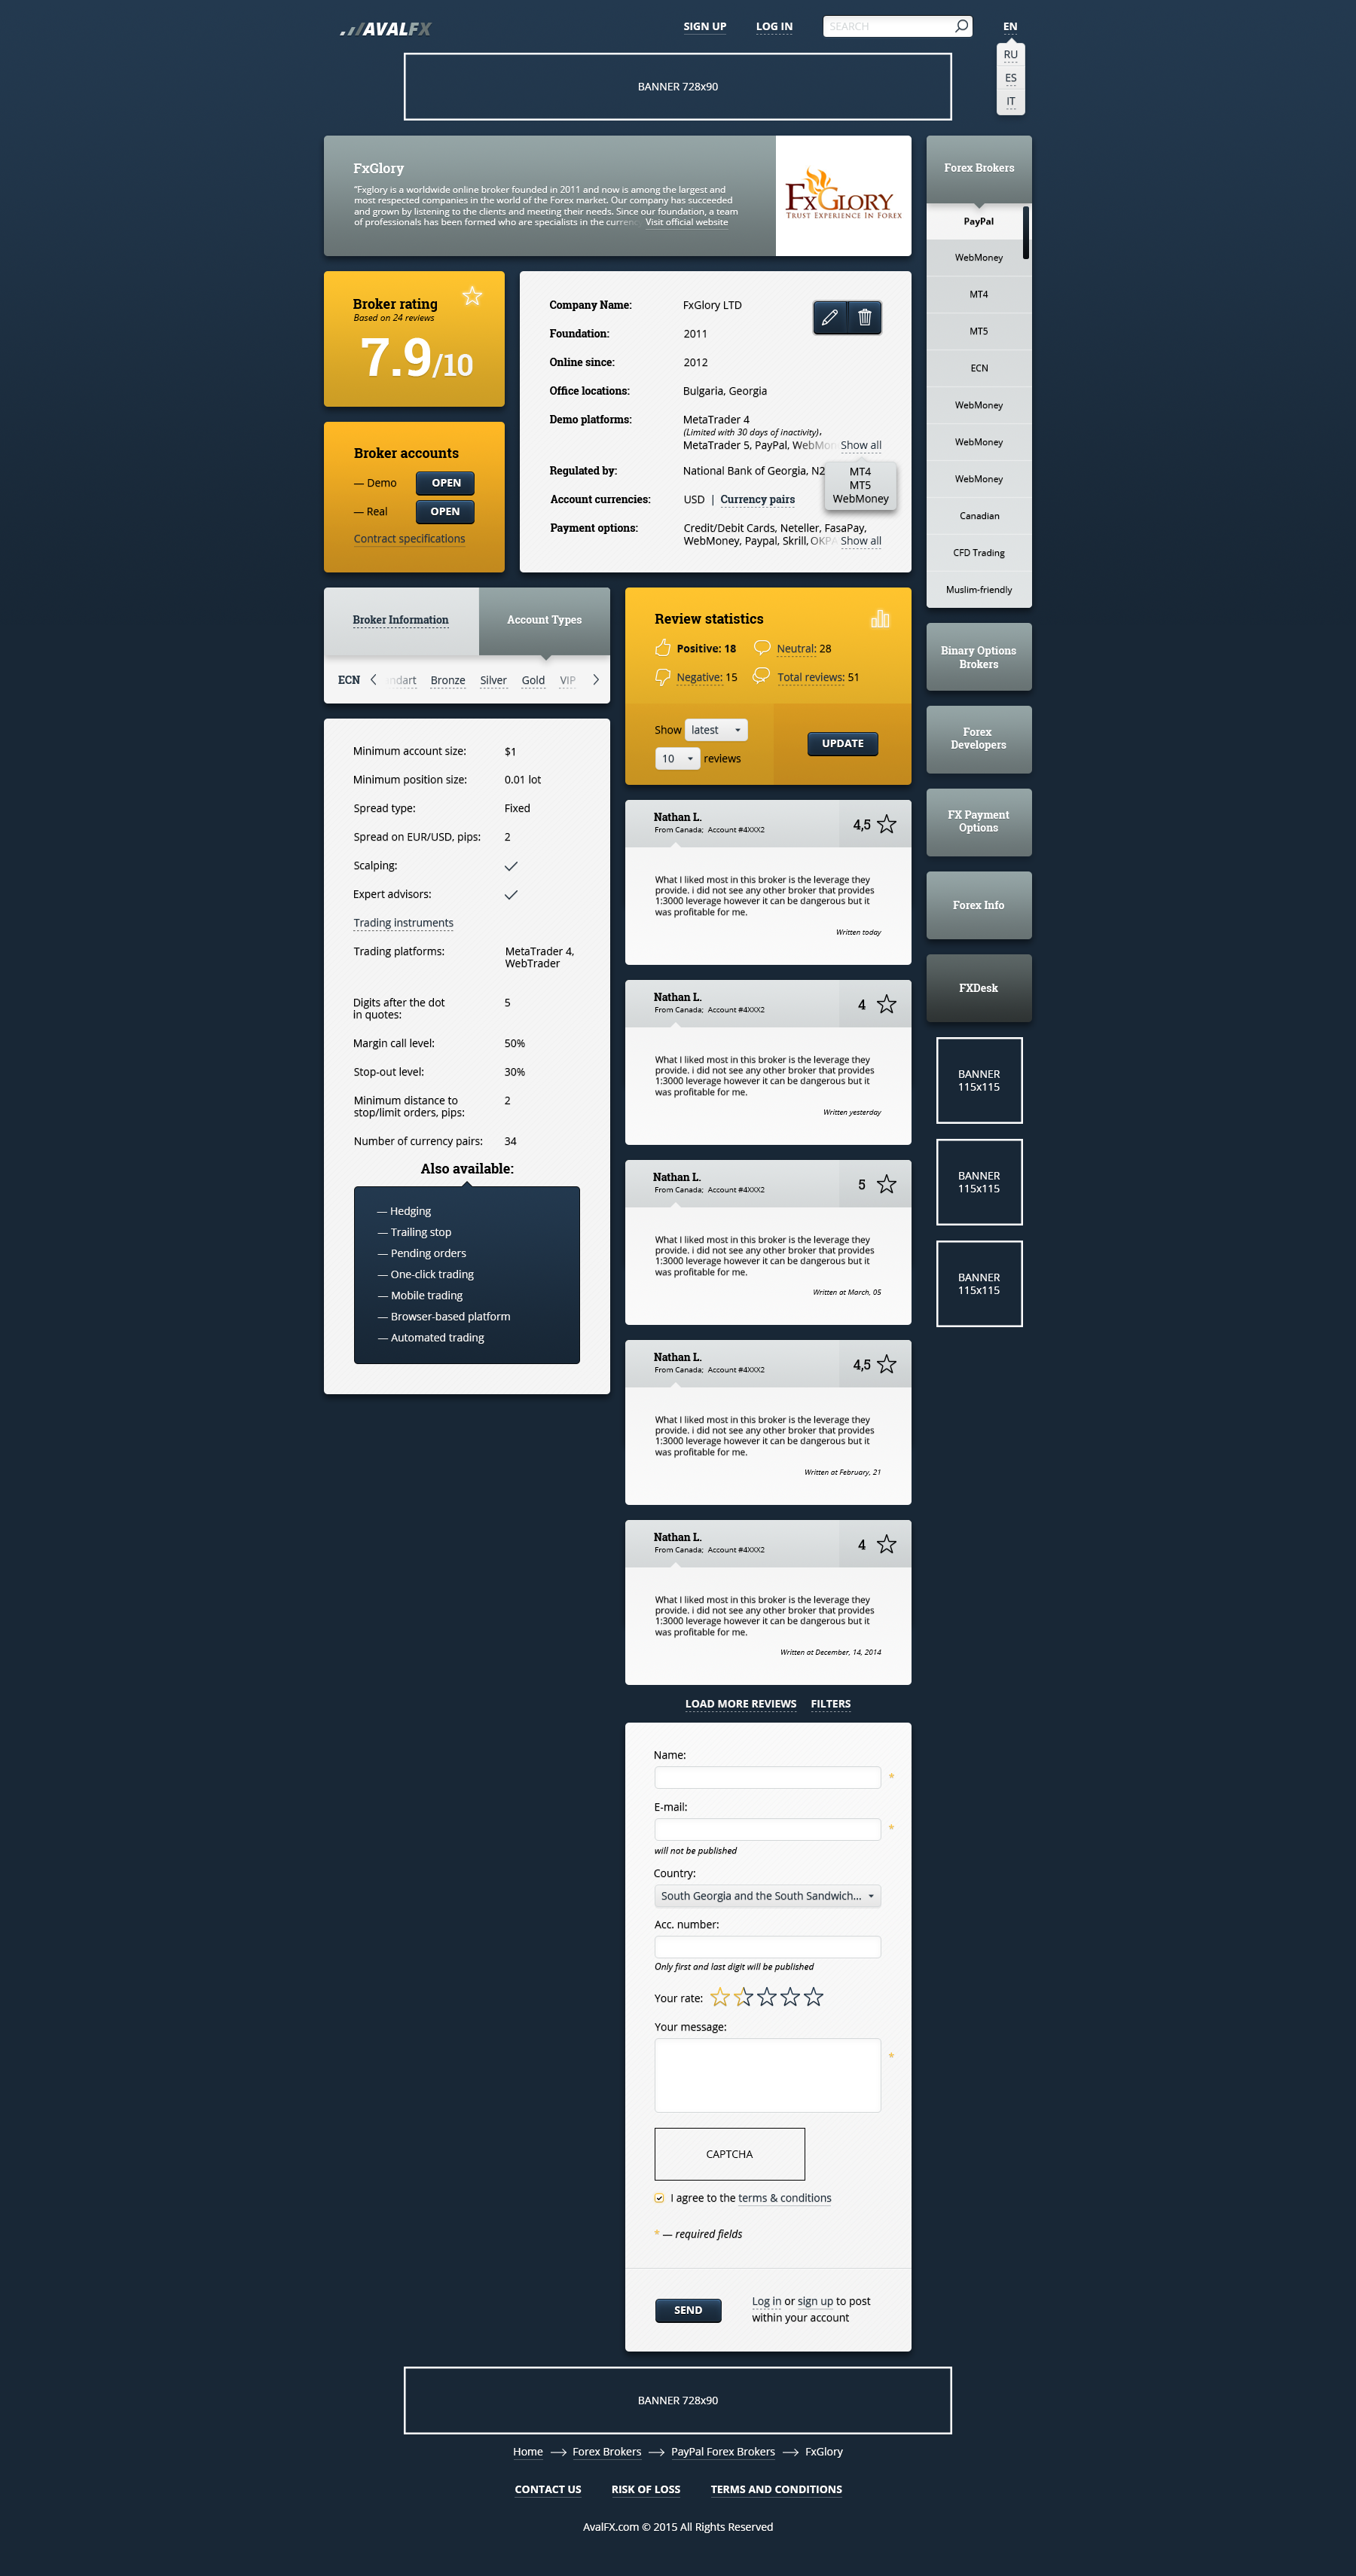 AVALFX
SIGN UP
LOG IN
SEARCH
EN
RU
ES
IT
BANNER 728x90
FxGlory
"Fxglory is a worldwide online broker founded in 2011 and now is among the largest and
most respected companies in the world of the Forex market. Our company has succeeded
and grown by listening to the clients and meeting their needs. Since our foundation, a team
of professionals has been formed who are specialists in the currency Visit official website
FxGlory
Trust Experience In Forex
Broker rating
Based on 24 reviews
7.9/10
Broker accounts
— Demo OPEN
— Real OPEN
Contract specifications
Company Name: FxGlory LTD
Foundation: 2011
Online since: 2012
Office locations: Bulgaria, Georgia
Demo platforms: MetaTrader 4
(Limited with 30 days of inactivity),
MetaTrader 5, PayPal, WebMon Show all
MT4
MT5
WebMoney
Regulated by: National Bank of Georgia, N2
Account currencies: USD | Currency pairs
Payment options: Credit/Debit Cards, Neteller, FasaPay,
WebMoney, Paypal, Skrill, OKPA Show all
Broker Information
Account Types
ECN
ndart
Bronze
Silver
Gold
VIP
Minimum account size: $1
Minimum position size: 0.01 lot
Spread type: Fixed
Spread on EUR/USD, pips: 2
Scalping:
Expert advisors:
Trading instruments
Trading platforms: MetaTrader 4,
WebTrader
Digits after the dot 5
in quotes:
Margin call level: 50%
Stop-out level: 30%
Minimum distance to 2
stop/limit orders, pips:
Number of currency pairs: 34
Also available:
— Hedging
— Trailing stop
— Pending orders
— One-click trading
— Mobile trading
— Browser-based platform
— Automated trading
Review statistics
Positive: 18
Neutral: 28
Negative: 15
Total reviews: 51
Show latest
10 reviews
UPDATE
Nathan L.
From Canada; Account #4XXX2
4,5
What I liked most in this broker is the leverage they
provide. i did not see any other broker that provides
1:3000 leverage however it can be dangerous but it
was profitable for me.
Written today
Nathan L.
From Canada; Account #4XXX2
4
What I liked most in this broker is the leverage they
provide. i did not see any other broker that provides
1:3000 leverage however it can be dangerous but it
was profitable for me.
Written yesterday
Nathan L.
From Canada; Account #4XXX2
5
What I liked most in this broker is the leverage they
provide. i did not see any other broker that provides
1:3000 leverage however it can be dangerous but it
was profitable for me.
Written at March, 05
Nathan L.
From Canada; Account #4XXX2
4,5
What I liked most in this broker is the leverage they
provide. i did not see any other broker that provides
1:3000 leverage however it can be dangerous but it
was profitable for me.
Written at February, 21
Nathan L.
From Canada; Account #4XXX2
4
What I liked most in this broker is the leverage they
provide. i did not see any other broker that provides
1:3000 leverage however it can be dangerous but it
was profitable for me.
Written at December, 14, 2014
LOAD MORE REVIEWS
FILTERS
Name:
*
E-mail:
*
will not be published
Country:
South Georgia and the South Sandwich...
Acc. number:
Only first and last digit will be published
Your rate:
Your message:
*
CAPTCHA
I agree to the terms & conditions
* — required fields
SEND
Log in or sign up to post
within your account
Forex Brokers
PayPal
WebMoney
MT4
MT5
ECN
WebMoney
WebMoney
WebMoney
Canadian
CFD Trading
Muslim-friendly
Binary Options
Brokers
Forex
Developers
FX Payment
Options
Forex Info
FXDesk
BANNER
115x115
BANNER
115x115
BANNER
115x115
BANNER 728x90
Home
Forex Brokers
PayPal Forex Brokers
FxGlory
CONTACT US
RISK OF LOSS
TERMS AND CONDITIONS
AvalFX.com © 2015 All Rights Reserved